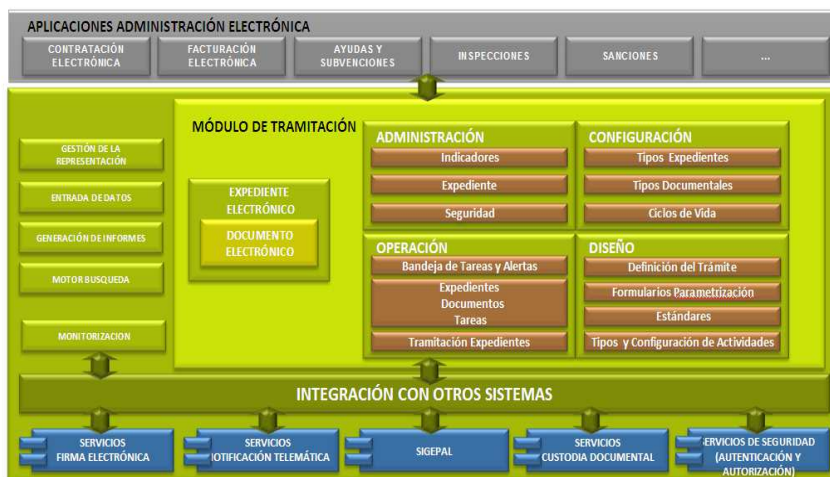 APLICACIONES ADMINISTRACIÓN ELECTRÓNICA
CONTRATACIÓN
ELECTRÓNICA
FACTURACIÓN
ELECTRÓNICA
AYUDAS Y
SUBVENCIONES
INSPECCIONES
SANCIONES
...
GESTIÓN DE LA
REPRESENTACIÓN
ENTRADA DE DATOS
GENERACIÓN DE INFORMES
MOTOR BUSQUEDA
MONITORIZACION
MÓDULO DE TRAMITACIÓN
EXPEDIENTE
ELECTRÓNICO
DOCUMENTO
ELECTRÓNICO
ADMINISTRACIÓN
Indicadores
Expediente
Seguridad
CONFIGURACIÓN
Tipos Expedientes
Tipos Documentales
Ciclos de Vida
OPERACIÓN
Bandeja de Tareas y Alertas
Expedientes
Documentos
Tareas
Tramitación Expedientes
DISEÑO
Definición del Trámite
Formularios Parametrización
Estándares
Tipos y Configuración de Actividades
INTEGRACIÓN CON OTROS SISTEMAS
SERVICIOS
FIRMA ELECTRÓNICA
SERVICIOS
NOTIFICACIÓN TELEMÁTICA
SIGEPAL
SERVICIOS
CUSTODIA DOCUMENTAL
SERVICIOS DE SEGURIDAD
(AUTENTICACIÓN Y
AUTORIZACIÓN)